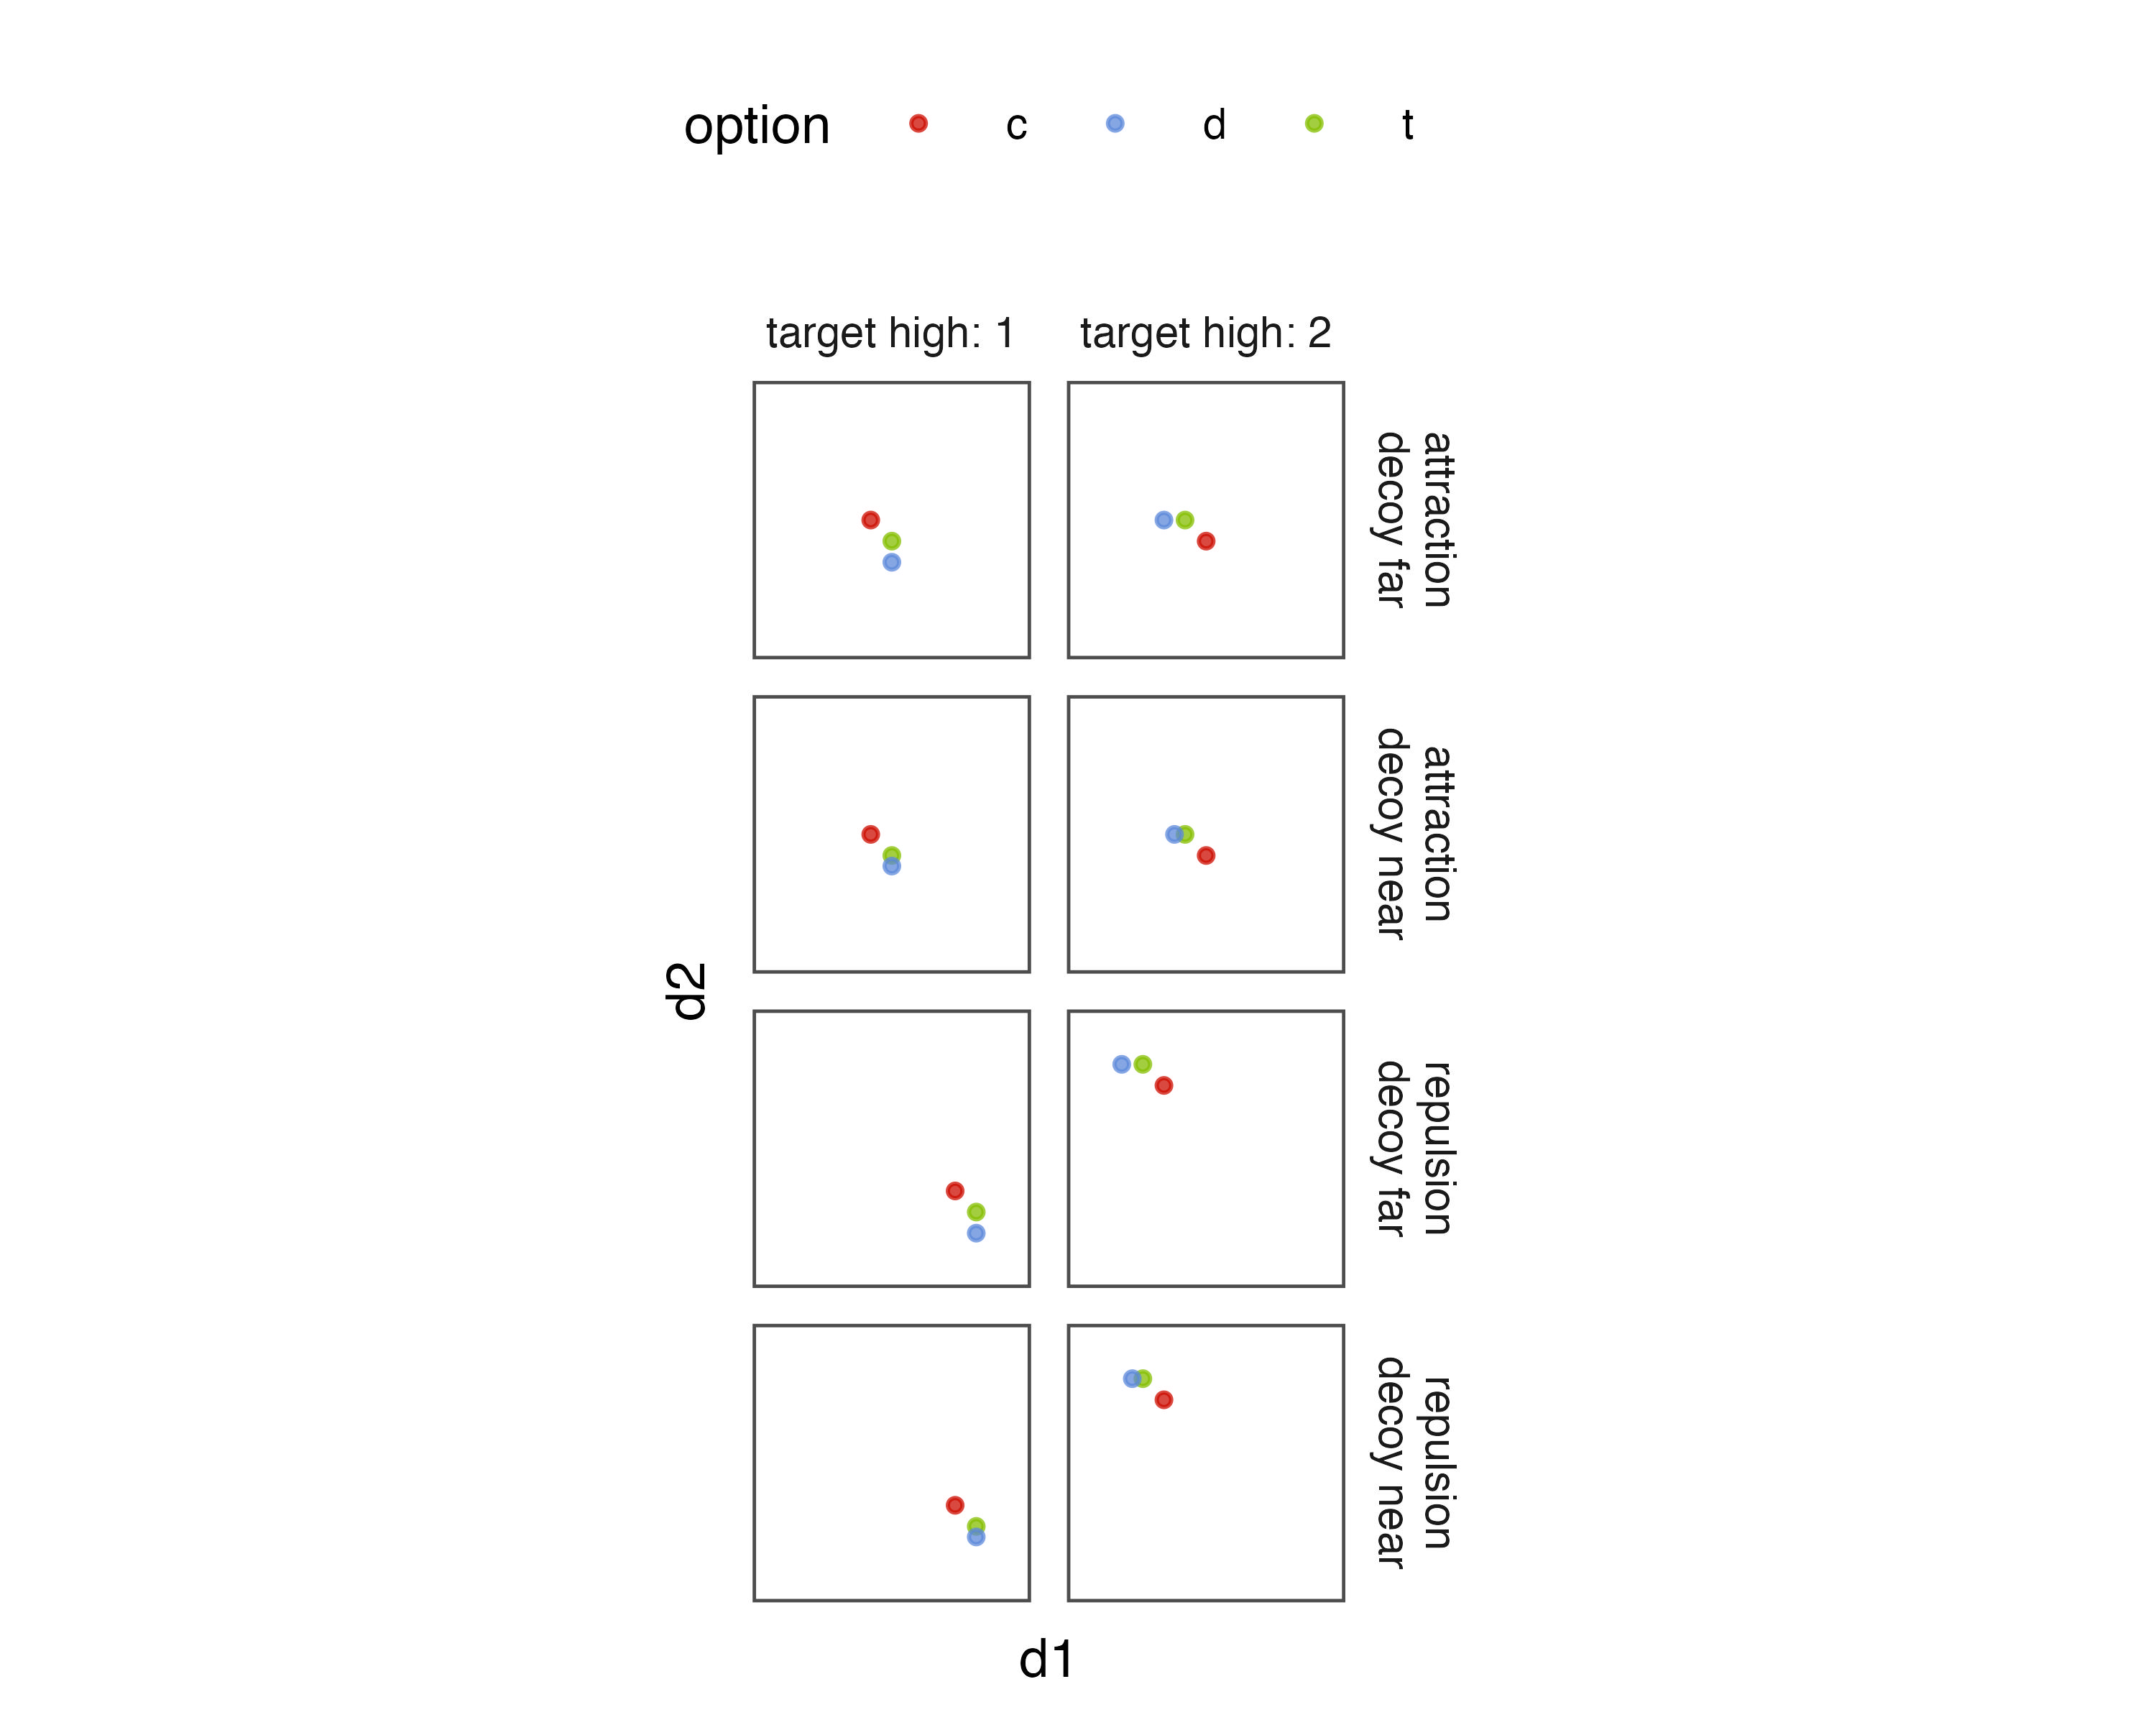 option c d t
target high: 1 target high: 2
attraction
decoy far
attraction
decoy near
d2
repulsion
decoy far
repulsion
decoy near
d1